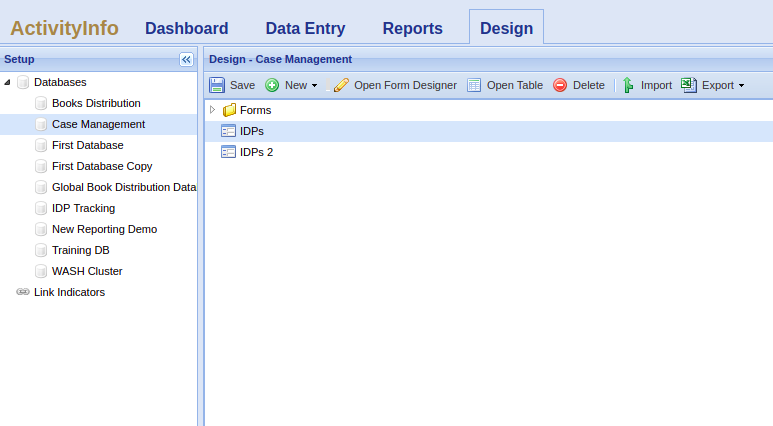 ActivityInfo Dashboard Data Entry Reports Design
Setup
Databases
Books Distribution
Case Management
First Database
First Database Copy
Global Book Distribution Data
IDP Tracking
New Reporting Demo
Training DB
WASH Cluster
Link Indicators
Design - Case Management
Save New Open Form Designer Open Table Delete Import Export
Forms
IDPs
IDPs 2